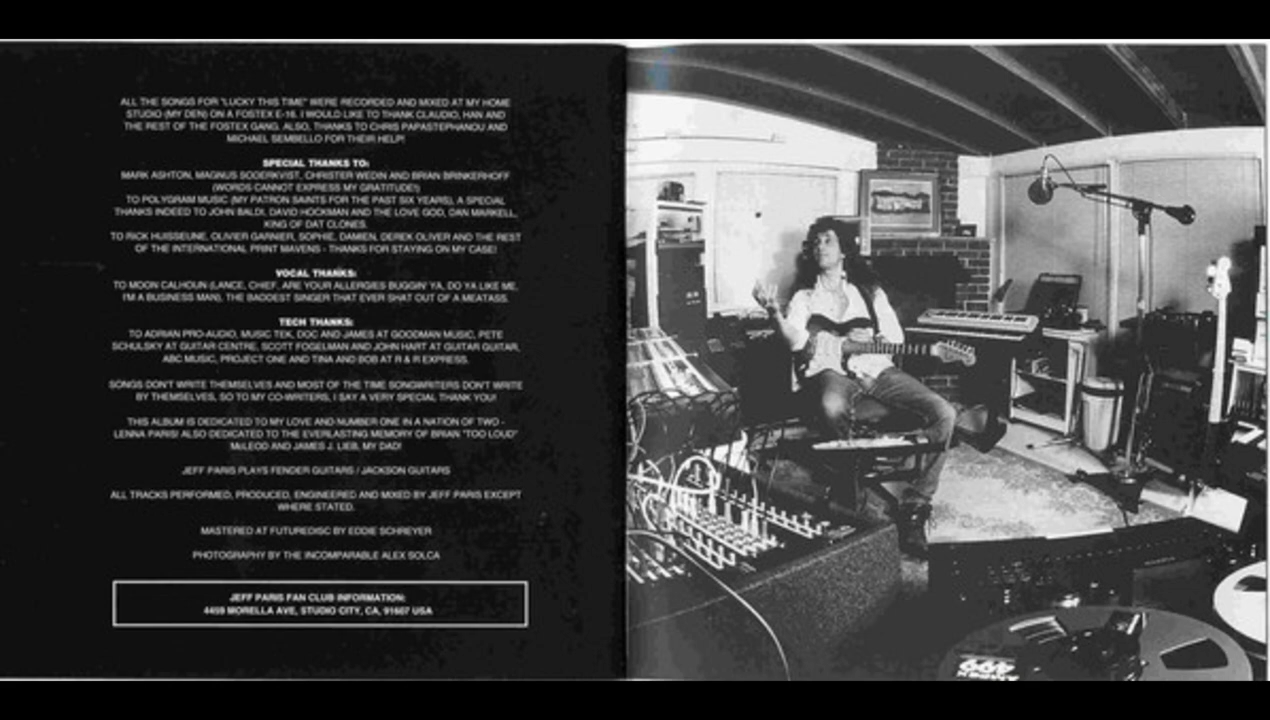 ALL THE SONGS FOR "LUCKY THIS TIME" WERE RECORDED AND MIXED AT MY HOME
STUDIO (MY DEN) ON A FOSTEX E-16. I WOULD LIKE TO THANK CLAUDIO, HAN AND
THE REST OF THE FOSTEX GANG. ALSO, THANKS TO CHRIS PAPASTEPHANOU AND
MICHAEL SEMBELLO FOR THEIR HELP!
SPECIAL THANKS TO:
MARK ASHTON, MAGNUS SODERKVIST, CHRISTER WEDIN AND BRIAN BRINKERHOFF
(WORDS CANNOT EXPRESS MY GRATITUDE!)
TO POLYGRAM MUSIC (MY PATRON SAINTS FOR THE PAST SIX YEARS), A SPECIAL
THANKS INDEED TO JOHN BALDI, DAVID HOCKMAN AND THE LOVE GOD, DAN MARKELL,
KING OF DAT CLONES.
TO RICK HUISSEUNE, OLIVIER GARNIER, SOPHIE, DAMIEN, DEREK OLIVER AND THE REST
OF THE INTERNATIONAL PRINT MAVENS - THANKS FOR STAYING ON MY CASE!
VOCAL THANKS:
TO MOON CALHOUN (LANCE, CHIEF, ARE YOUR ALLERGIES BUGGIN' YA, DO YA LIKE ME,
I'M A BUSINESS MAN), THE BADDEST SINGER THAT EVER SHAT OUT OF A MEATASS.
TECH THANKS:
TO ADRIAN PRO-AUDIO, MUSIC TEK, DOC AND JAMES AT GOODMAN MUSIC, PETE
SCHULSKY AT GUITAR CENTRE, SCOTT FOGELMAN AND JOHN HART AT GUITAR GUITAR,
ABC MUSIC, PROJECT ONE AND TINA AND BOB AT R & R EXPRESS.
SONGS DON'T WRITE THEMSELVES AND MOST OF THE TIME SONGWRITERS DON'T WRITE
BY THEMSELVES, SO TO MY CO-WRITERS, I SAY A VERY SPECIAL THANK YOU!
THIS ALBUM IS DEDICATED TO MY LOVE AND NUMBER ONE IN A NATION OF TWO -
LENNA PARIS! ALSO DEDICATED TO THE EVERLASTING MEMORY OF BRIAN "TOO LOUD"
McLEOD AND JAMES J. LIEB, MY DAD!
JEFF PARIS PLAYS FENDER GUITARS / JACKSON GUITARS
ALL TRACKS PERFORMED, PRODUCED, ENGINEERED AND MIXED BY JEFF PARIS EXCEPT
WHERE STATED.
MASTERED AT FUTUREDISC BY EDDIE SCHREYER
PHOTOGRAPHY BY THE INCOMPARABLE ALEX SOLCA
JEFF PARIS FAN CLUB INFORMATION:
4459 MORELLA AVE, STUDIO CITY, CA, 91607 USA